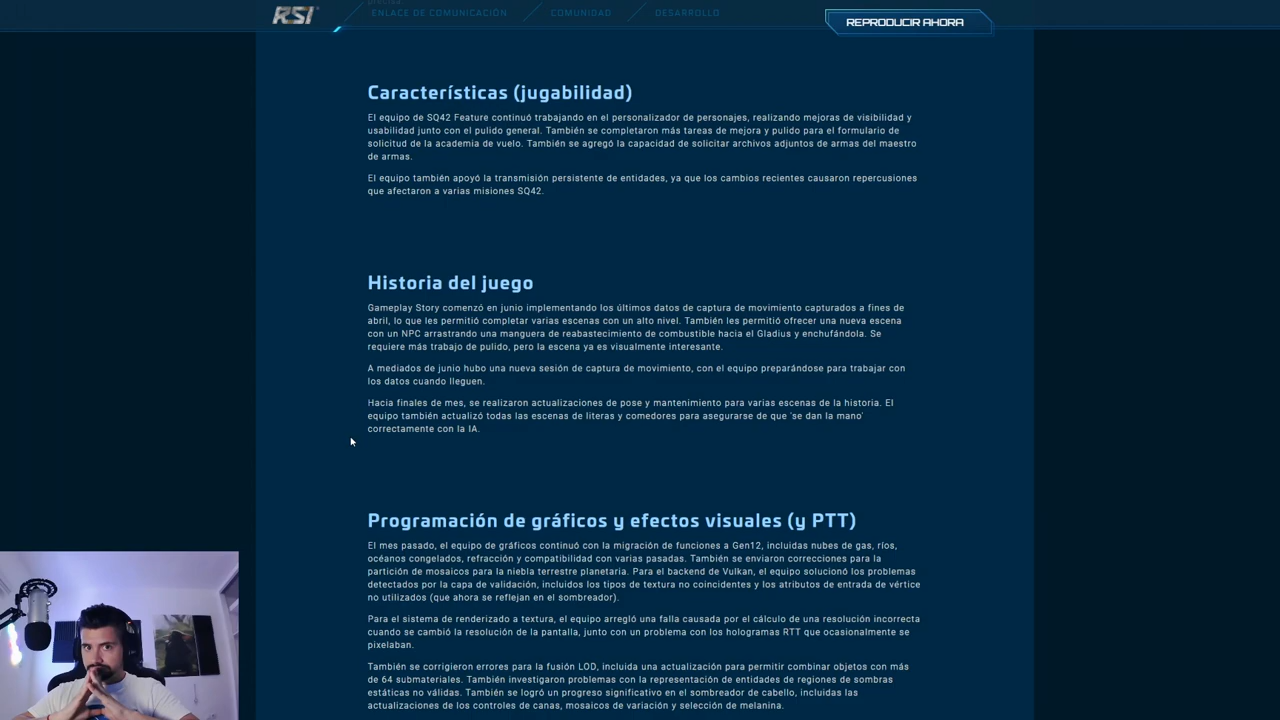 precisa.
RSI
ENLACE DE COMUNICACIÓN
COMUNIDAD
DESARROLLO
REPRODUCIR AHORA
Características (jugabilidad)
El equipo de SQ42 Feature continuó trabajando en el personalizador de personajes, realizando mejoras de visibilidad y
usabilidad junto con el pulido general. También se completaron más tareas de mejora y pulido para el formulario de
solicitud de la academia de vuelo. También se agregó la capacidad de solicitar archivos adjuntos de armas del maestro
de armas.
El equipo también apoyó la transmisión persistente de entidades, ya que los cambios recientes causaron repercusiones
que afectaron a varias misiones SQ42.
Historia del juego
Gameplay Story comenzó en junio implementando los últimos datos de captura de movimiento capturados a fines de
abril, lo que les permitió completar varias escenas con un alto nivel. También les permitió ofrecer una nueva escena
con un NPC arrastrando una manguera de reabastecimiento de combustible hacia el Gladius y enchufándola. Se
requiere más trabajo de pulido, pero la escena ya es visualmente interesante.
A mediados de junio hubo una nueva sesión de captura de movimiento, con el equipo preparándose para trabajar con
los datos cuando lleguen.
Hacia finales de mes, se realizaron actualizaciones de pose y mantenimiento para varias escenas de la historia. El
equipo también actualizó todas las escenas de literas y comedores para asegurarse de que 'se dan la mano'
correctamente con la IA.
Programación de gráficos y efectos visuales (y PTT)
El mes pasado, el equipo de gráficos continuó con la migración de funciones a Gen12, incluidas nubes de gas, ríos,
océanos congelados, refracción y compatibilidad con varias pasadas. También se enviaron correcciones para la
partición de mosaicos para la niebla terrestre planetaria. Para el backend de Vulkan, el equipo solucionó los problemas
detectados por la capa de validación, incluidos los tipos de textura no coincidentes y los atributos de entrada de vértice
no utilizados (que ahora se reflejan en el sombreador).
Para el sistema de renderizado a textura, el equipo arregló una falla causada por el cálculo de una resolución incorrecta
cuando se cambió la resolución de la pantalla, junto con un problema con los hologramas RTT que ocasionalmente se
pixelaban.
También se corrigieron errores para la fusión LOD, incluida una actualización para permitir combinar objetos con más
de 64 submateriales. También investigaron problemas con la representación de entidades de regiones de sombras
estáticas no válidas. También se logró un progreso significativo en el sombreador de cabello, incluidas las
actualizaciones de los controles de canas, mosaicos de variación y selección de melanina.